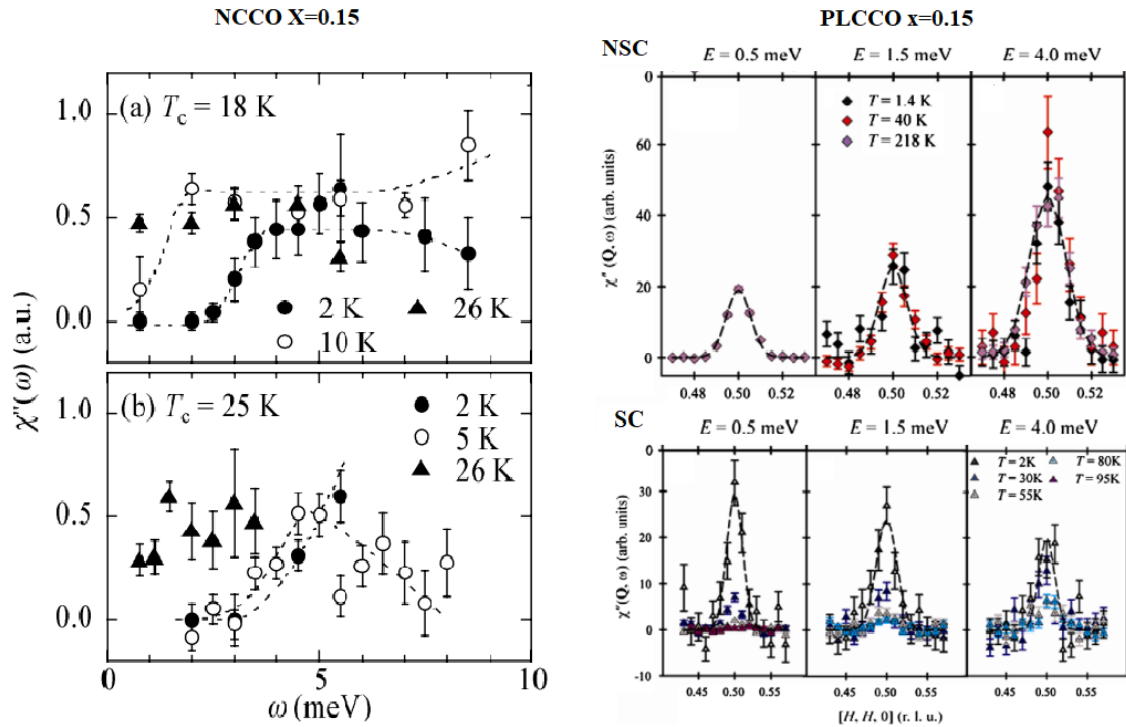 NCCO X=0.15
(a) Tc = 18 K
1.0
0.5
0.0
2 K
26 K
10 K
(b) Tc = 25 K
2 K
5 K
26 K
1.0
0.5
0.0
0
5
10
χ"(ω) (a.u.)
ω (meV)
PLCCO x=0.15
NSC
E = 0.5 meV
E = 1.5 meV
E = 4.0 meV
0
60
40
20
0
χ" (Q, ω) (arb. units)
T = 1.4 K
T = 40 K
T = 218 K
0.48 0.50 0.52
0.48 0.50 0.52
0.48 0.50 0.52
SC
E = 0.5 meV
E = 1.5 meV
E = 4.0 meV
0
30
20
10
0
-10
χ"(Q, ω) (arb. units)
T = 2K
T = 80K
T = 30K
T = 95K
T = 55K
0.45 0.50 0.55
0.45 0.50 0.55
0.45 0.50 0.55
[H, H, 0] (r. l. u.)